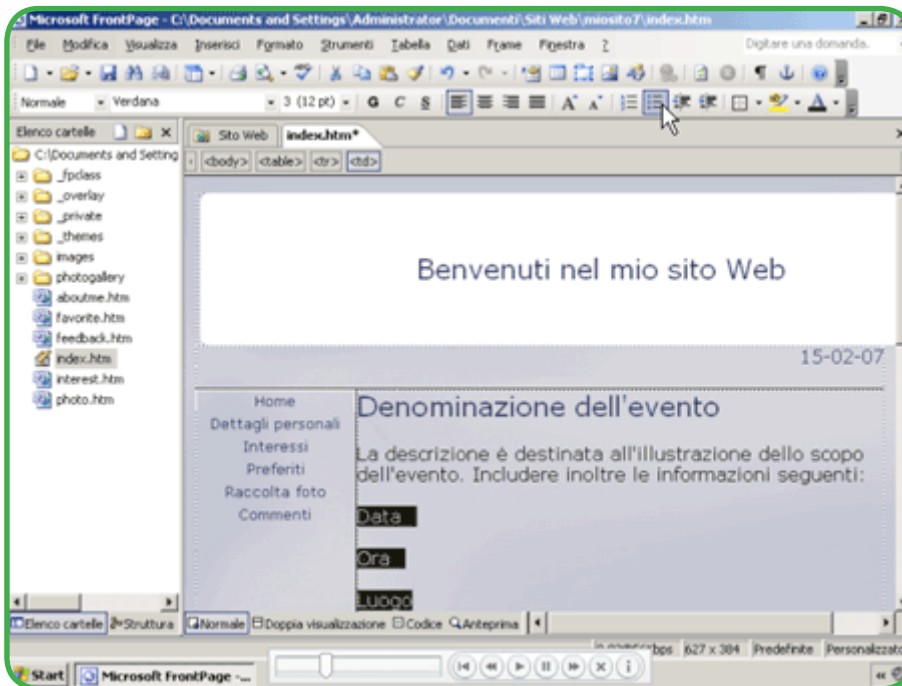 Microsoft FrontPage - C:\Documents and Settings\Administrator\Documenti\Siti Web\miosito7\index.htm
File Modifica Visualizza Inserisci Formato Strumenti Tabella Dati Frame Finestra ? Digitare una domanda.
Normale Verdana 3 (12 pt) G C S A A A
Elenco cartelle Sito Web index.htm*
C:\Documents and Setting <body> <table> <tr> <td>
_fpclass
_overlay
_private
_themes
images
photogallery
aboutme.htm
favorite.htm
feedback.htm
index.htm
interest.htm
photo.htm
Benvenuti nel mio sito Web
15-02-07
Home
Dettagli personali
Interessi
Preferiti
Raccolta foto
Commenti
Denominazione dell'evento
La descrizione è destinata all'illustrazione dello scopo
dell'evento. Includere inoltre le informazioni seguenti:
Data
Ora
Luogo
Elenco cartelle Struttura Normale Doppia visualizzazione Codice Anteprima
627 x 384 Predefinite Personalizzato
Start Microsoft FrontPage -...